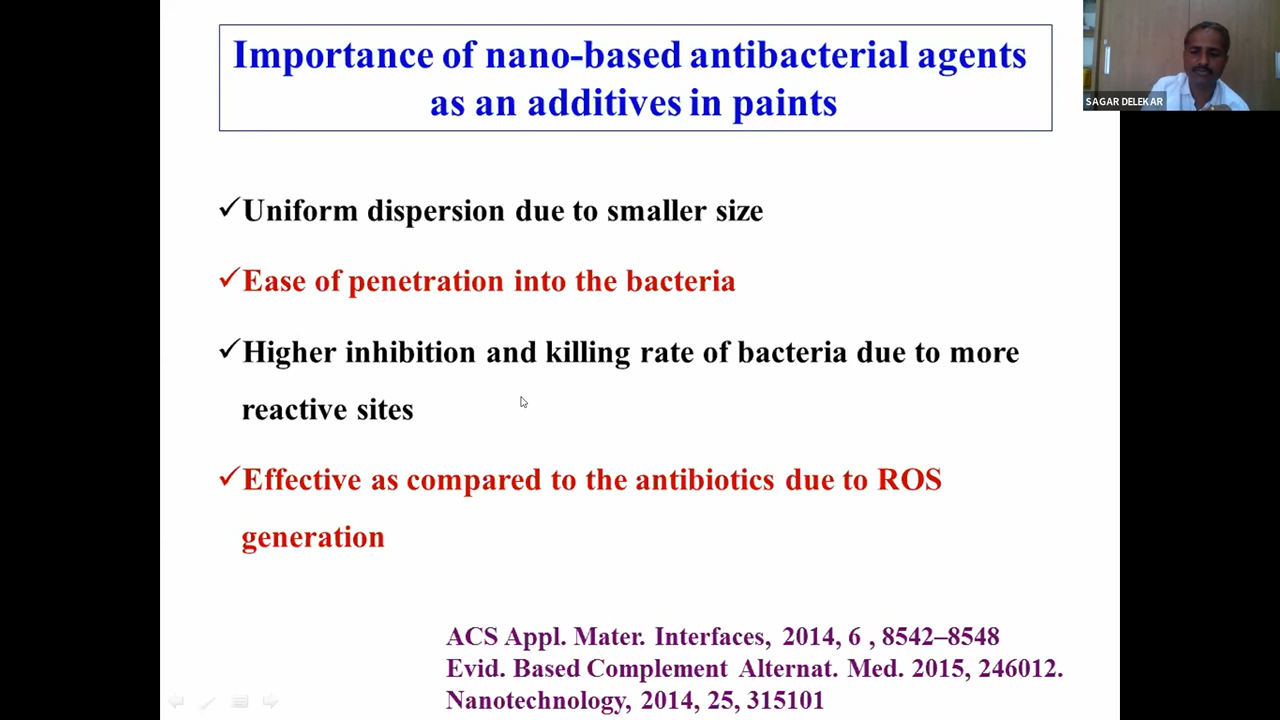 Importance of nano-based antibacterial agents
as an additives in paints
SAGAR DELEKAR
✓Uniform dispersion due to smaller size
✓Ease of penetration into the bacteria
✓Higher inhibition and killing rate of bacteria due to more
reactive sites
✓Effective as compared to the antibiotics due to ROS
generation
ACS Appl. Mater. Interfaces, 2014, 6 , 8542–8548
Evid. Based Complement Alternat. Med. 2015, 246012.
Nanotechnology, 2014, 25, 315101